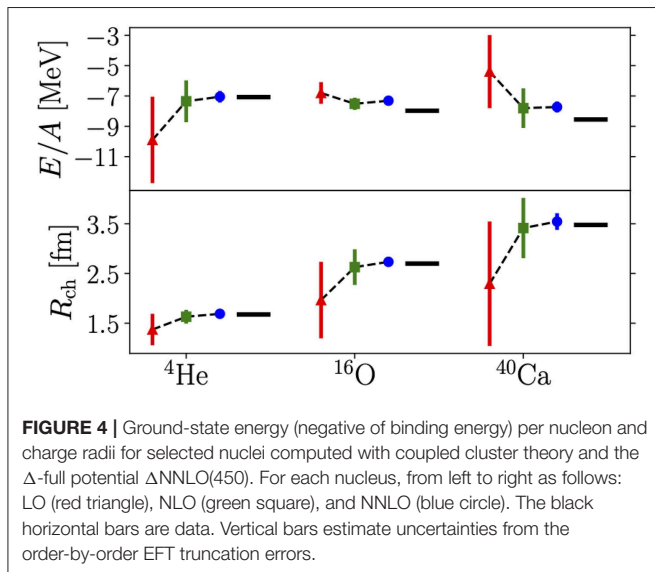 E/A [MeV]
−3
−5
−7
−9
−11
R_ch [fm]
3.5
2.5
1.5
⁴He ¹⁶O ⁴⁰Ca
FIGURE 4 | Ground-state energy (negative of binding energy) per nucleon and
charge radii for selected nuclei computed with coupled cluster theory and the
Δ-full potential ΔNNLO(450). For each nucleus, from left to right as follows:
LO (red triangle), NLO (green square), and NNLO (blue circle). The black
horizontal bars are data. Vertical bars estimate uncertainties from the
order-by-order EFT truncation errors.